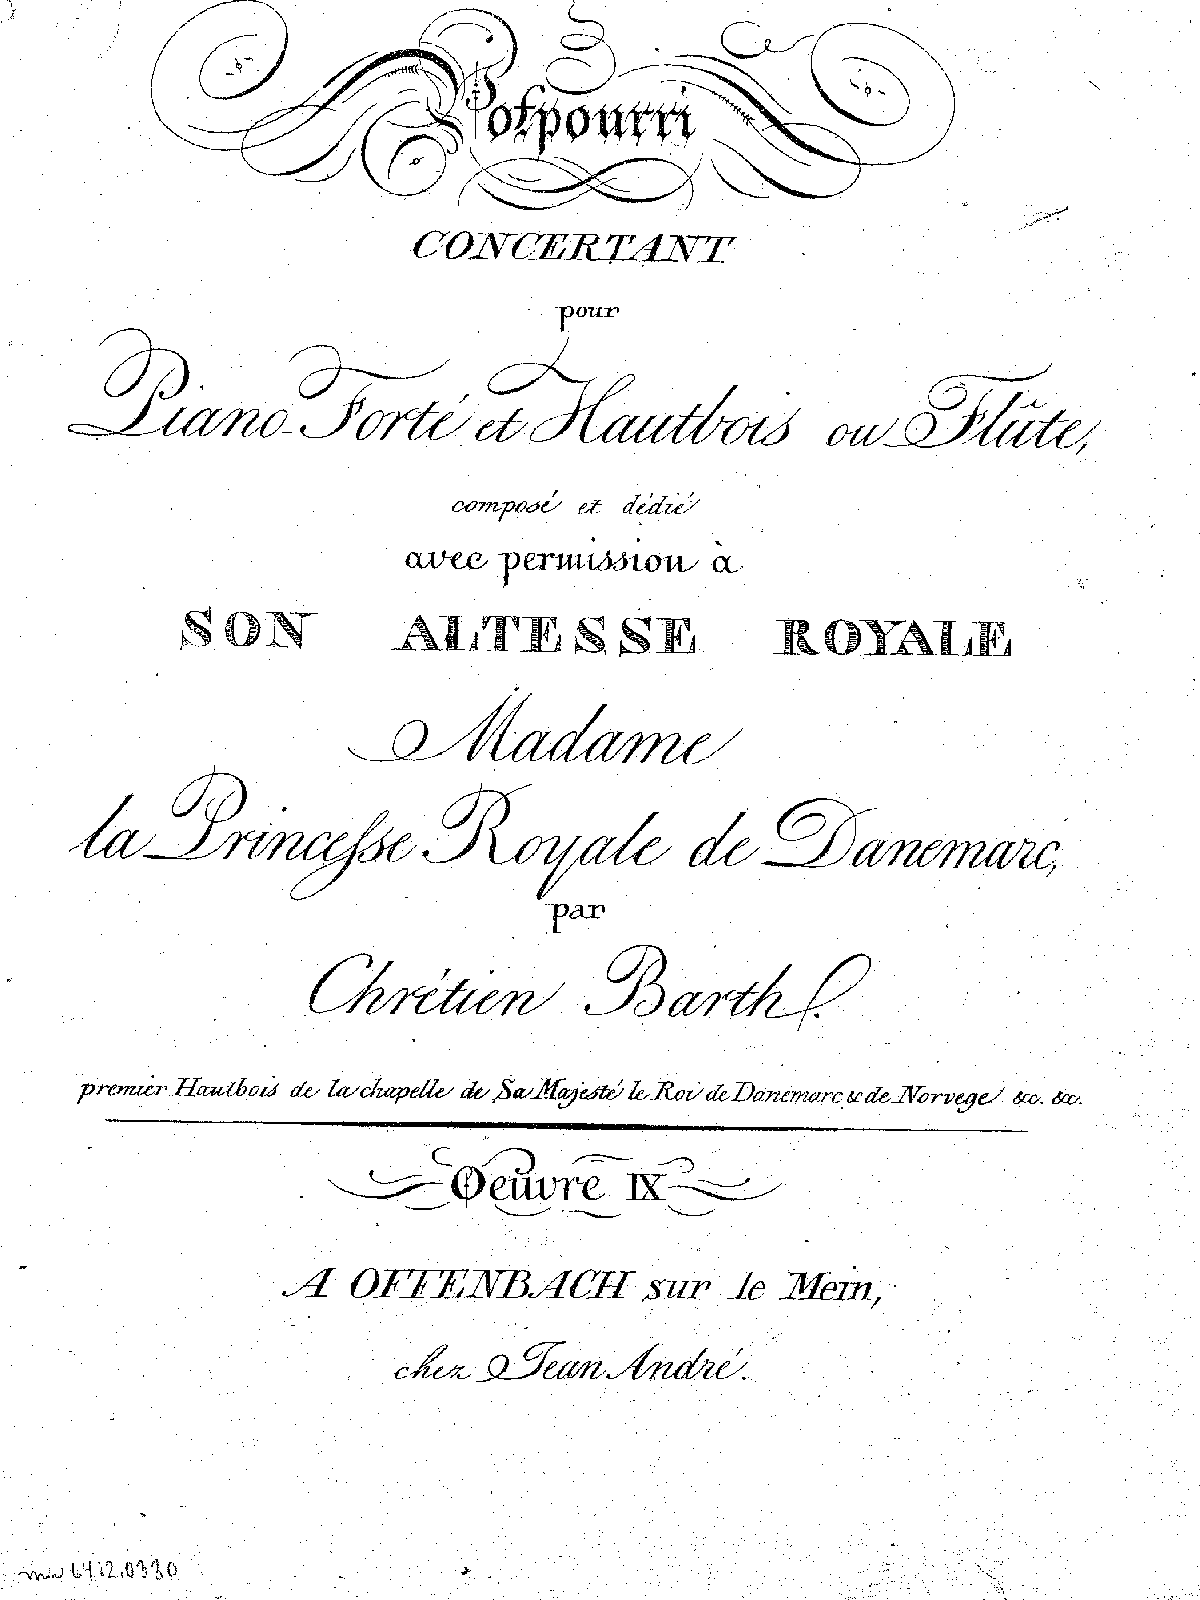 Potpourri
CONCERTANT
pour
Piano-Forté et Hautbois ou Flûte,
composé et dédié
avec permission à
SON ALTESSE ROYALE
Madame
la Princesse Royale de Danemarc,
par
Chrétien Barth.
premier Hautbois de la chapelle de Sa Majesté le Roi de Danemarc & de Norvege &c. &c.
Oeuvre IX
A OFFENBACH sur le Mein,
chez Jean André.
6412.0330